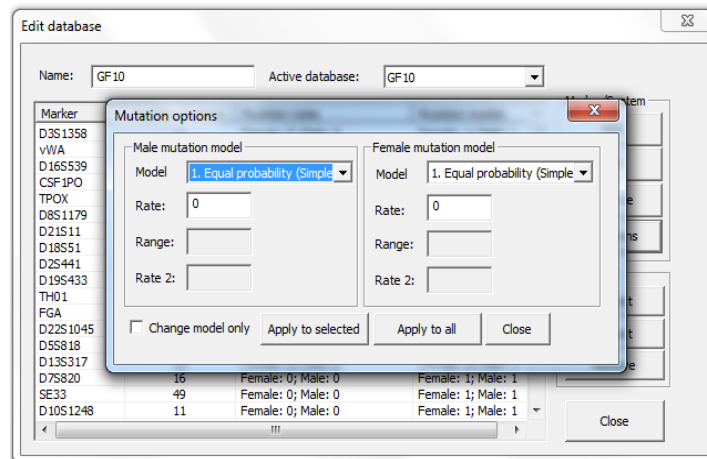 Edit database
Name: GF10 Active database: GF10
Marker
Mutation options
D3S1358
Male mutation model Female mutation model
vWA
D16S539 Model 1. Equal probability (Simple Model 1. Equal probability (Simple
CSF1PO
TPOX Rate: 0 Rate: 0
D8S1179
D21S11 Range: Range:
D18S51
D2S441 Rate 2: Rate 2:
D19S433
TH01
FGA Change model only Apply to selected Apply to all Close
D22S1045
D5S818
D13S317
D7S820 16 Female: 0; Male: 0 Female: 1; Male: 1
SE33 49 Female: 0; Male: 0 Female: 1; Male: 1
D10S1248 11 Female: 0; Male: 0 Female: 1; Male: 1
Close